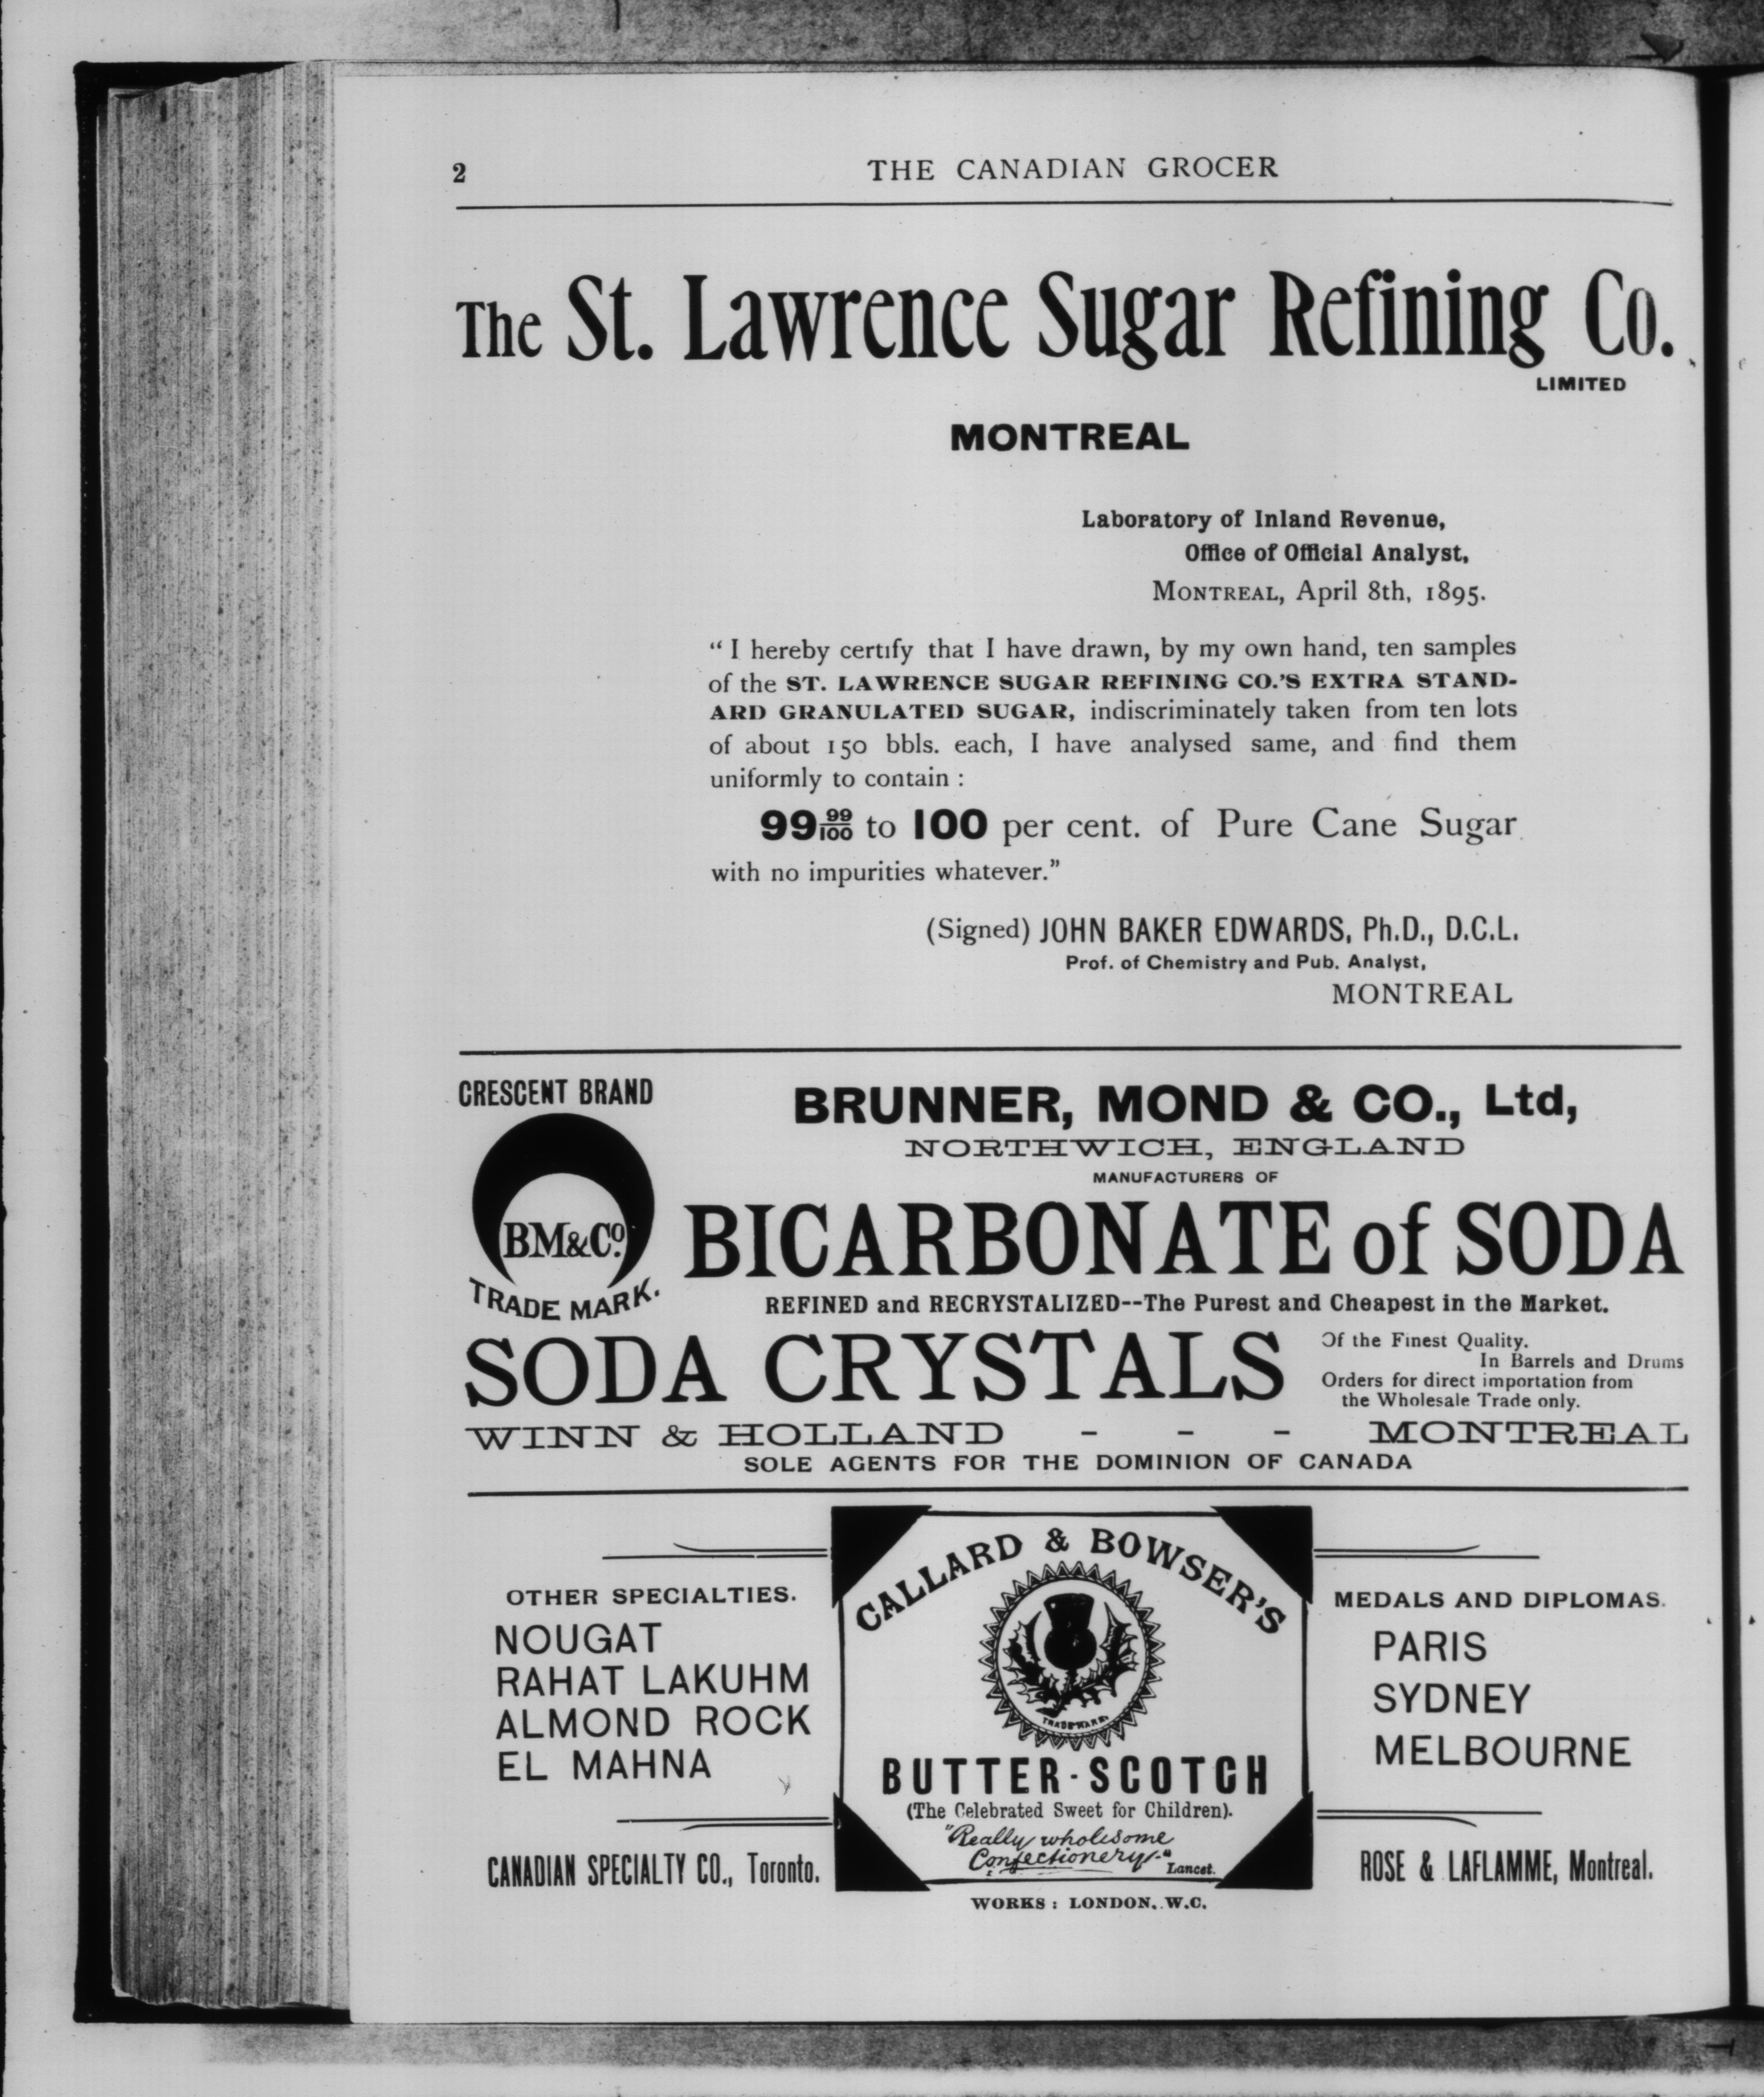 2
THE CANADIAN GROCER
The St. Lawrence Sugar Refining Co.
LIMITED
MONTREAL
Laboratory of Inland Revenue,
Office of Official Analyst,
MONTREAL, April 8th, 1895.
“ I hereby certify that I have drawn, by my own hand, ten samples
of the ST. LAWRENCE SUGAR REFINING CO.'S EXTRA STAND-
ARD GRANULATED SUGAR, indiscriminately taken from ten lots
of about 150 bbls. each, I have analysed same, and find them
uniformly to contain :
99 99/100 to 100 per cent. of Pure Cane Sugar
with no impurities whatever.”
(Signed) JOHN BAKER EDWARDS, Ph.D., D.C.L.
Prof. of Chemistry and Pub. Analyst,
MONTREAL
CRESCENT BRAND
BM&Co.
TRADE MARK.
BRUNNER, MOND & CO., Ltd,
NORTHWICH, ENGLAND
MANUFACTURERS OF
BICARBONATE of SODA
REFINED and RECRYSTALIZED--The Purest and Cheapest in the Market.
SODA CRYSTALS
Of the Finest Quality.
In Barrels and Drums
Orders for direct importation from
the Wholesale Trade only.
WINN & HOLLAND - - - MONTREAL
SOLE AGENTS FOR THE DOMINION OF CANADA
OTHER SPECIALTIES.
NOUGAT
RAHAT LAKUHM
ALMOND ROCK
EL MAHNA
CANADIAN SPECIALTY CO., Toronto.
CALLARD & BOWSER'S
TRADE MARK
BUTTER-SCOTCH
(The Celebrated Sweet for Children).
"Really wholesome
Confectionery."
Lancet.
WORKS : LONDON, W.C.
MEDALS AND DIPLOMAS.
PARIS
SYDNEY
MELBOURNE
ROSE & LAFLAMME, Montreal.